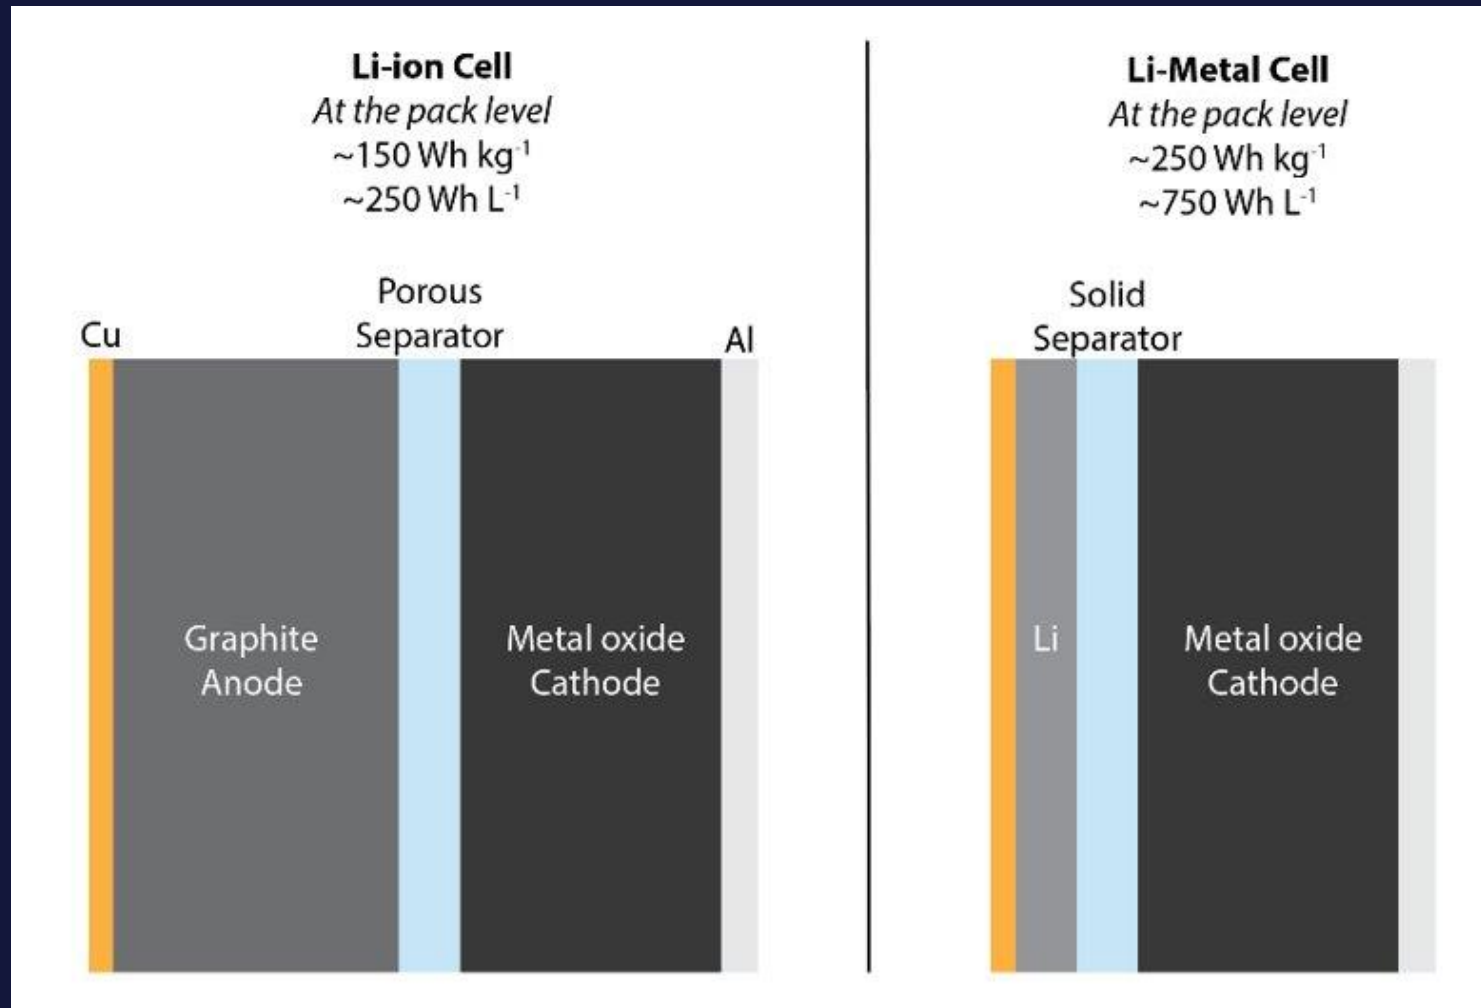 Li-ion Cell
At the pack level
~150 Wh kg⁻¹
~250 Wh L⁻¹
Cu
Porous
Separator
Al
Graphite
Anode
Metal oxide
Cathode
Li-Metal Cell
At the pack level
~250 Wh kg⁻¹
~750 Wh L⁻¹
Solid
Separator
Li
Metal oxide
Cathode